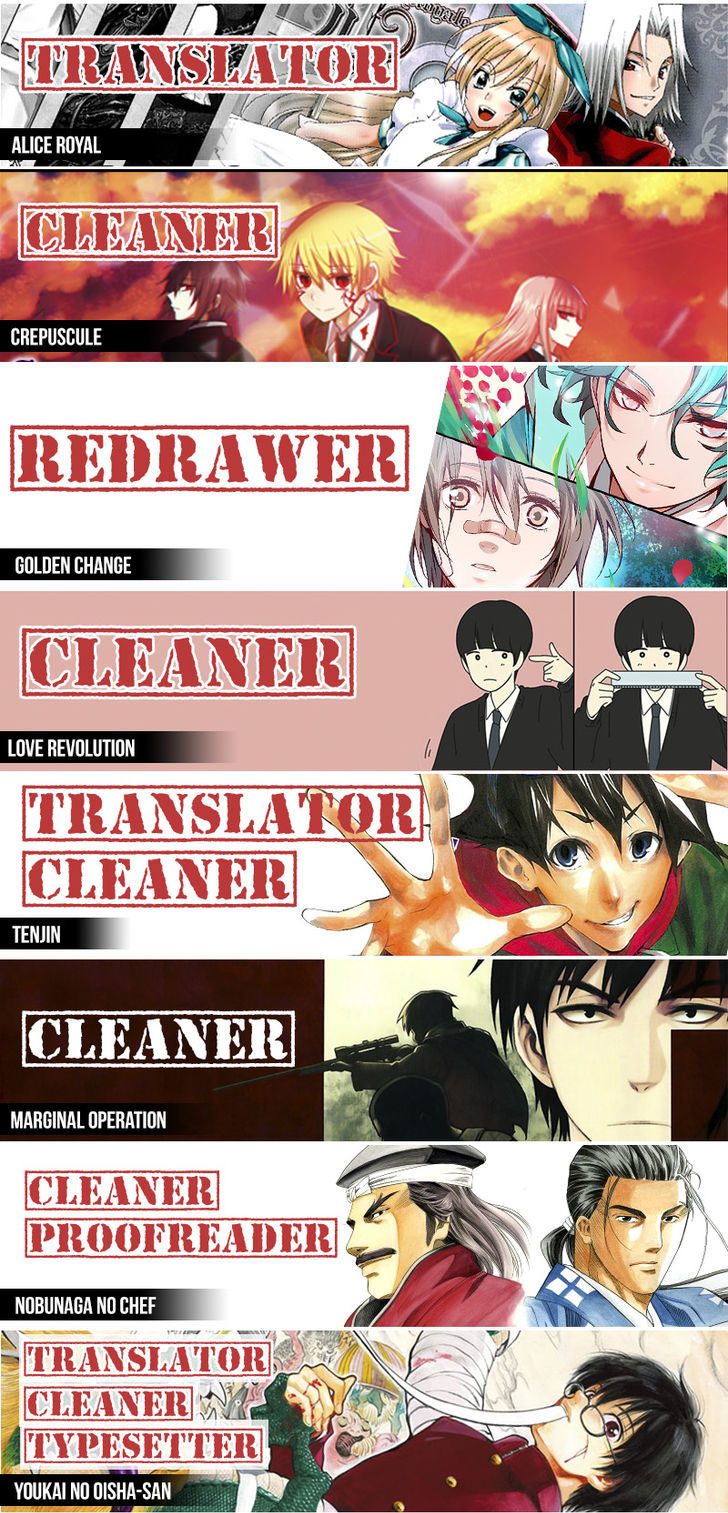 TRANSLATOR
ALICE ROYAL
CLEANER
CREPUSCULE
REDRAWER
GOLDEN CHANGE
CLEANER
LOVE REVOLUTION
TRANSLATOR
CLEANER
TENJIN
CLEANER
MARGINAL OPERATION
CLEANER
PROOFREADER
NOBUNAGA NO CHEF
TRANSLATOR
CLEANER
TYPESETTER
YOUKAI NO OISHA-SAN